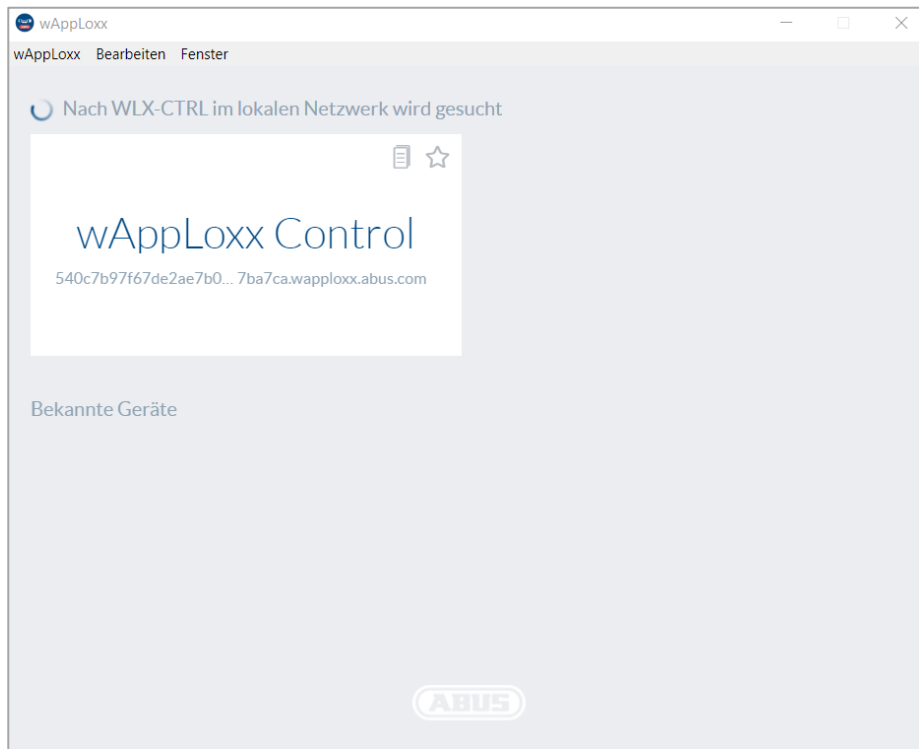 wAppLoxx
wAppLoxx Bearbeiten Fenster
Nach WLX-CTRL im lokalen Netzwerk wird gesucht
wAppLoxx Control
540c7b97f67de2ae7b0... 7ba7ca.wapploxx.abus.com
Bekannte Geräte
ABUS